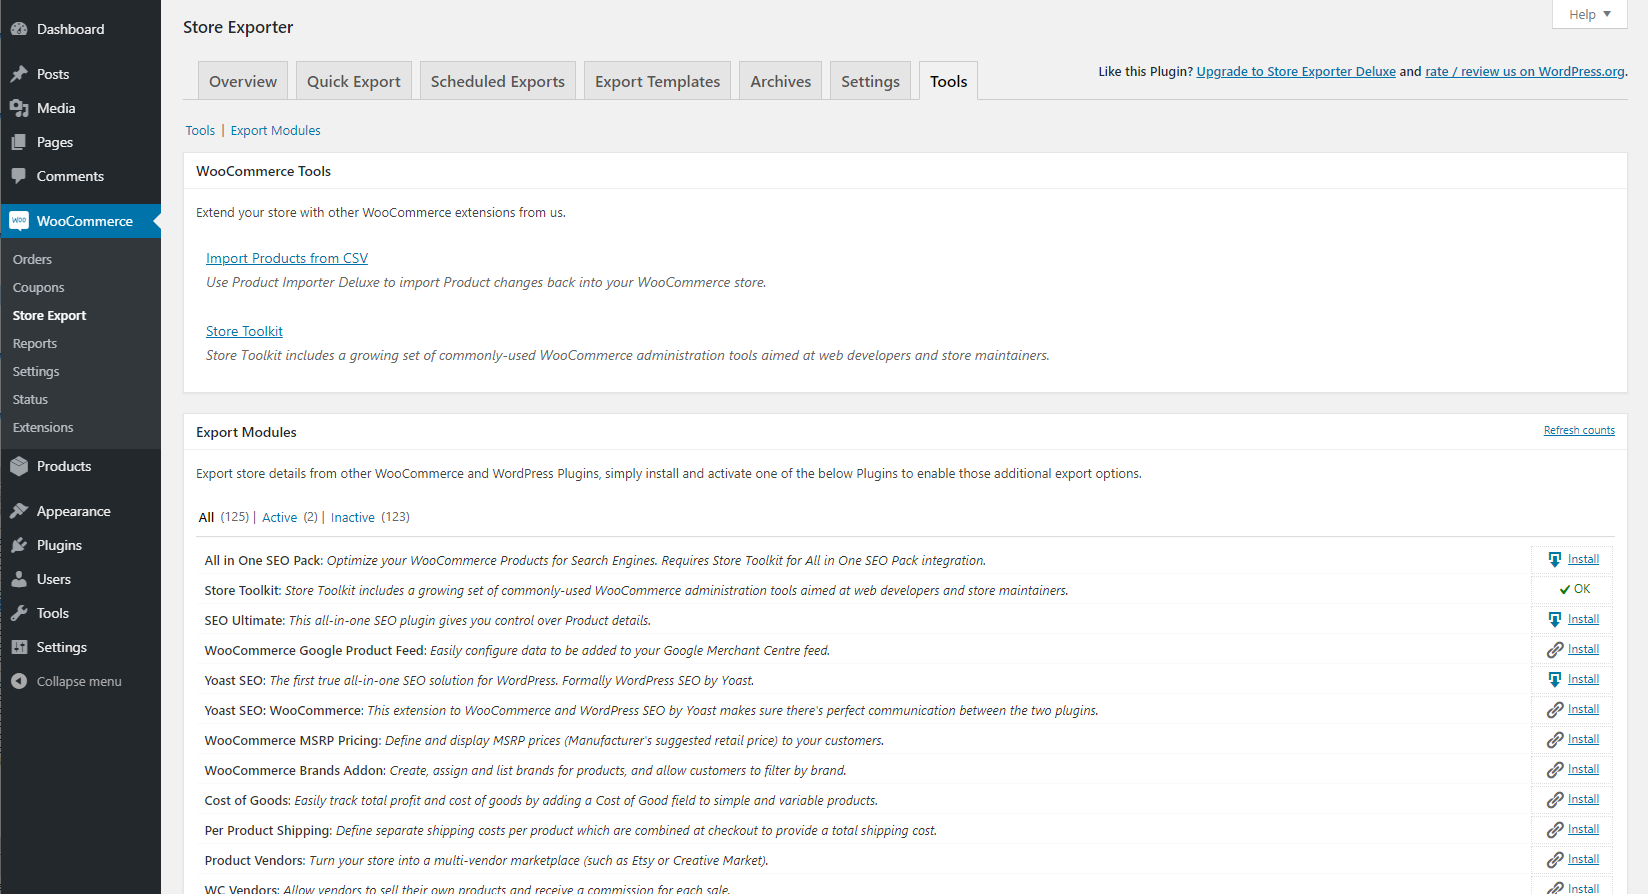 Dashboard
Posts
Media
Pages
Comments
woo WooCommerce
Orders
Coupons
Store Export
Reports
Settings
Status
Extensions
Products
Appearance
Plugins
Users
Tools
Settings
Collapse menu
Help
Store Exporter
Overview Quick Export Scheduled Exports Export Templates Archives Settings Tools
Like this Plugin? Upgrade to Store Exporter Deluxe and rate / review us on WordPress.org.
Tools | Export Modules
WooCommerce Tools
Extend your store with other WooCommerce extensions from us.
Import Products from CSV
Use Product Importer Deluxe to import Product changes back into your WooCommerce store.
Store Toolkit
Store Toolkit includes a growing set of commonly-used WooCommerce administration tools aimed at web developers and store maintainers.
Export Modules Refresh counts
Export store details from other WooCommerce and WordPress Plugins, simply install and activate one of the below Plugins to enable those additional export options.
All (125) | Active (2) | Inactive (123)
All in One SEO Pack: Optimize your WooCommerce Products for Search Engines. Requires Store Toolkit for All in One SEO Pack integration. Install
Store Toolkit: Store Toolkit includes a growing set of commonly-used WooCommerce administration tools aimed at web developers and store maintainers. OK
SEO Ultimate: This all-in-one SEO plugin gives you control over Product details. Install
WooCommerce Google Product Feed: Easily configure data to be added to your Google Merchant Centre feed. Install
Yoast SEO: The first true all-in-one SEO solution for WordPress. Formally WordPress SEO by Yoast. Install
Yoast SEO: WooCommerce: This extension to WooCommerce and WordPress SEO by Yoast makes sure there's perfect communication between the two plugins. Install
WooCommerce MSRP Pricing: Define and display MSRP prices (Manufacturer's suggested retail price) to your customers. Install
WooCommerce Brands Addon: Create, assign and list brands for products, and allow customers to filter by brand. Install
Cost of Goods: Easily track total profit and cost of goods by adding a Cost of Good field to simple and variable products. Install
Per Product Shipping: Define separate shipping costs per product which are combined at checkout to provide a total shipping cost. Install
Product Vendors: Turn your store into a multi-vendor marketplace (such as Etsy or Creative Market). Install
WC Vendors: Allow vendors to sell their own products and receive a commission for each sale. Install